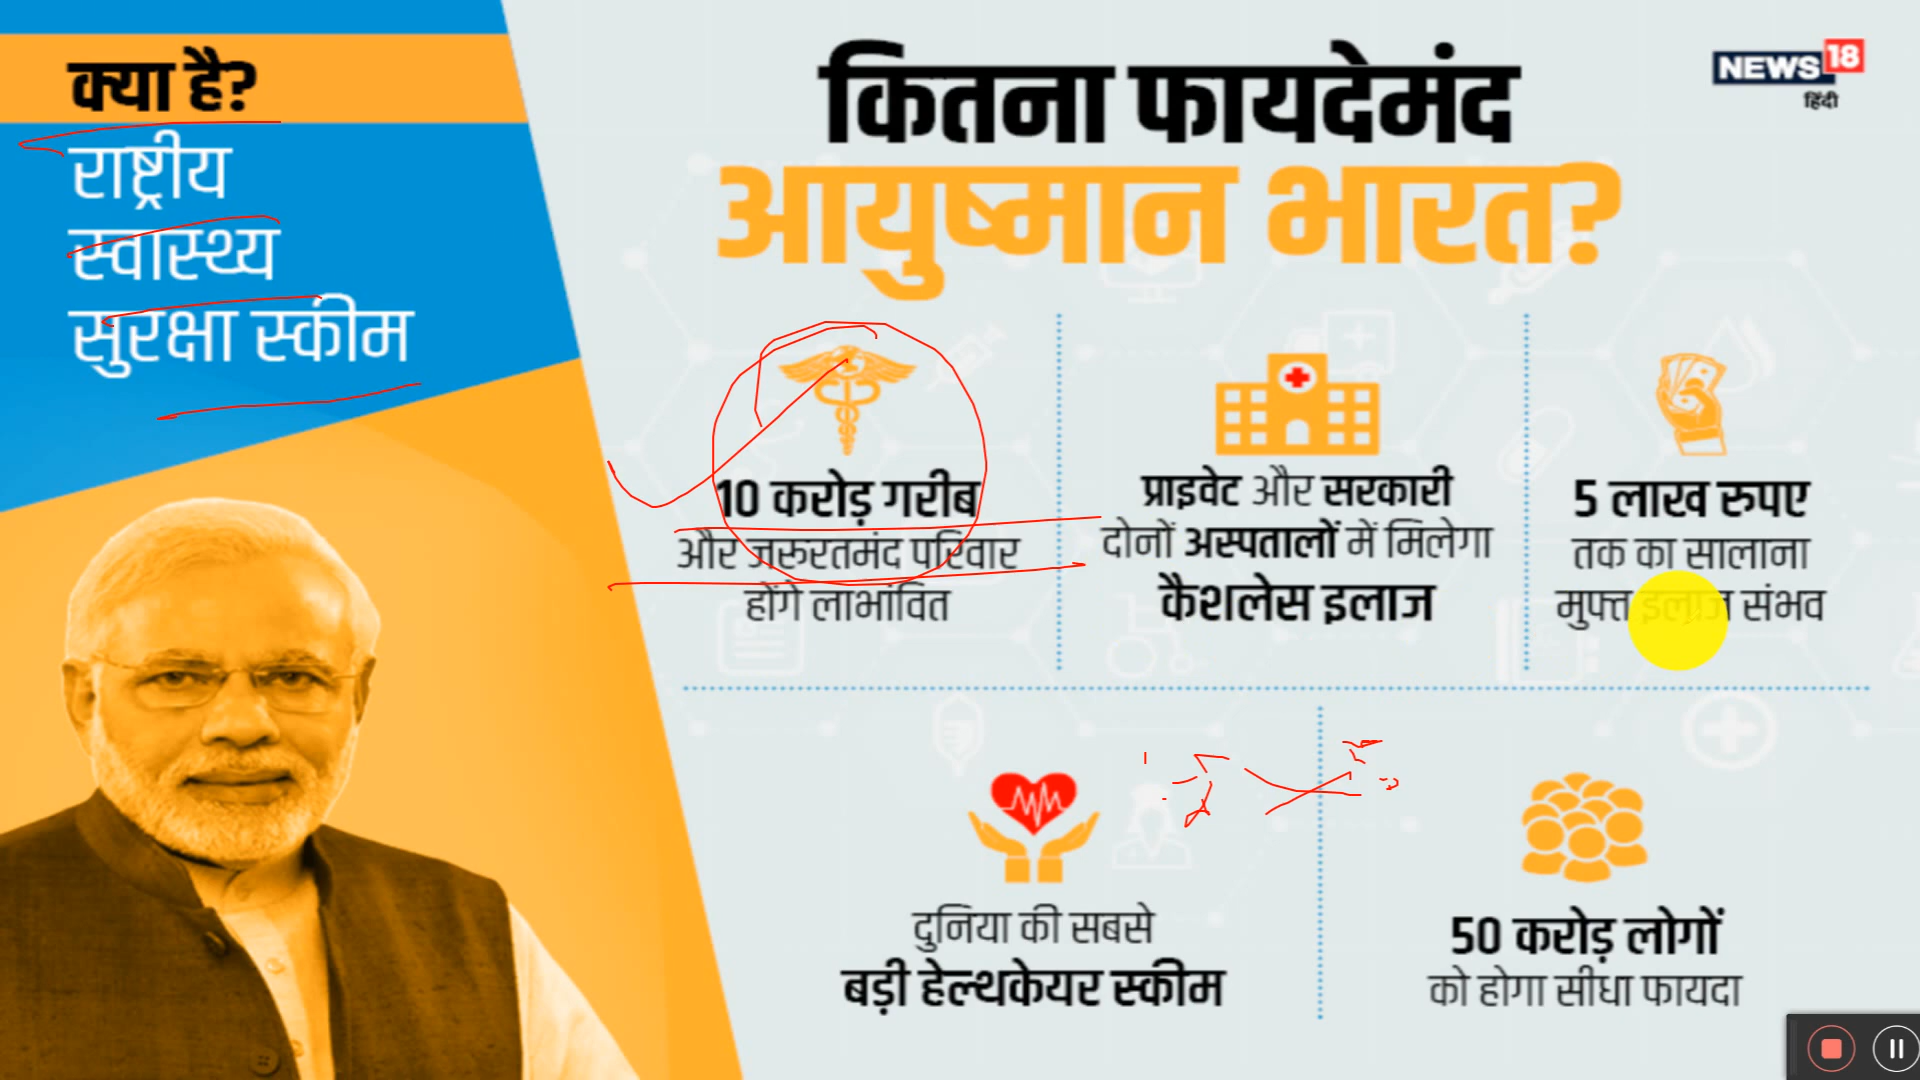 क्या है?
राष्ट्रीय
स्वास्थ्य
सुरक्षा स्कीम
कितना फायदेमंद
आयुष्मान भारत?
NEWS18
हिंदी
10 करोड़ गरीब
और जरुरतमंद परिवार
होंगे लाभांवित
प्राइवेट और सरकारी
दोनों अस्पतालों में मिलेगा
कैशलेस इलाज
5 लाख रुपए
तक का सालाना
मुफ्त इलाज संभव
दुनिया की सबसे
बड़ी हेल्थकेयर स्कीम
50 करोड़ लोगों
को होगा सीधा फायदा